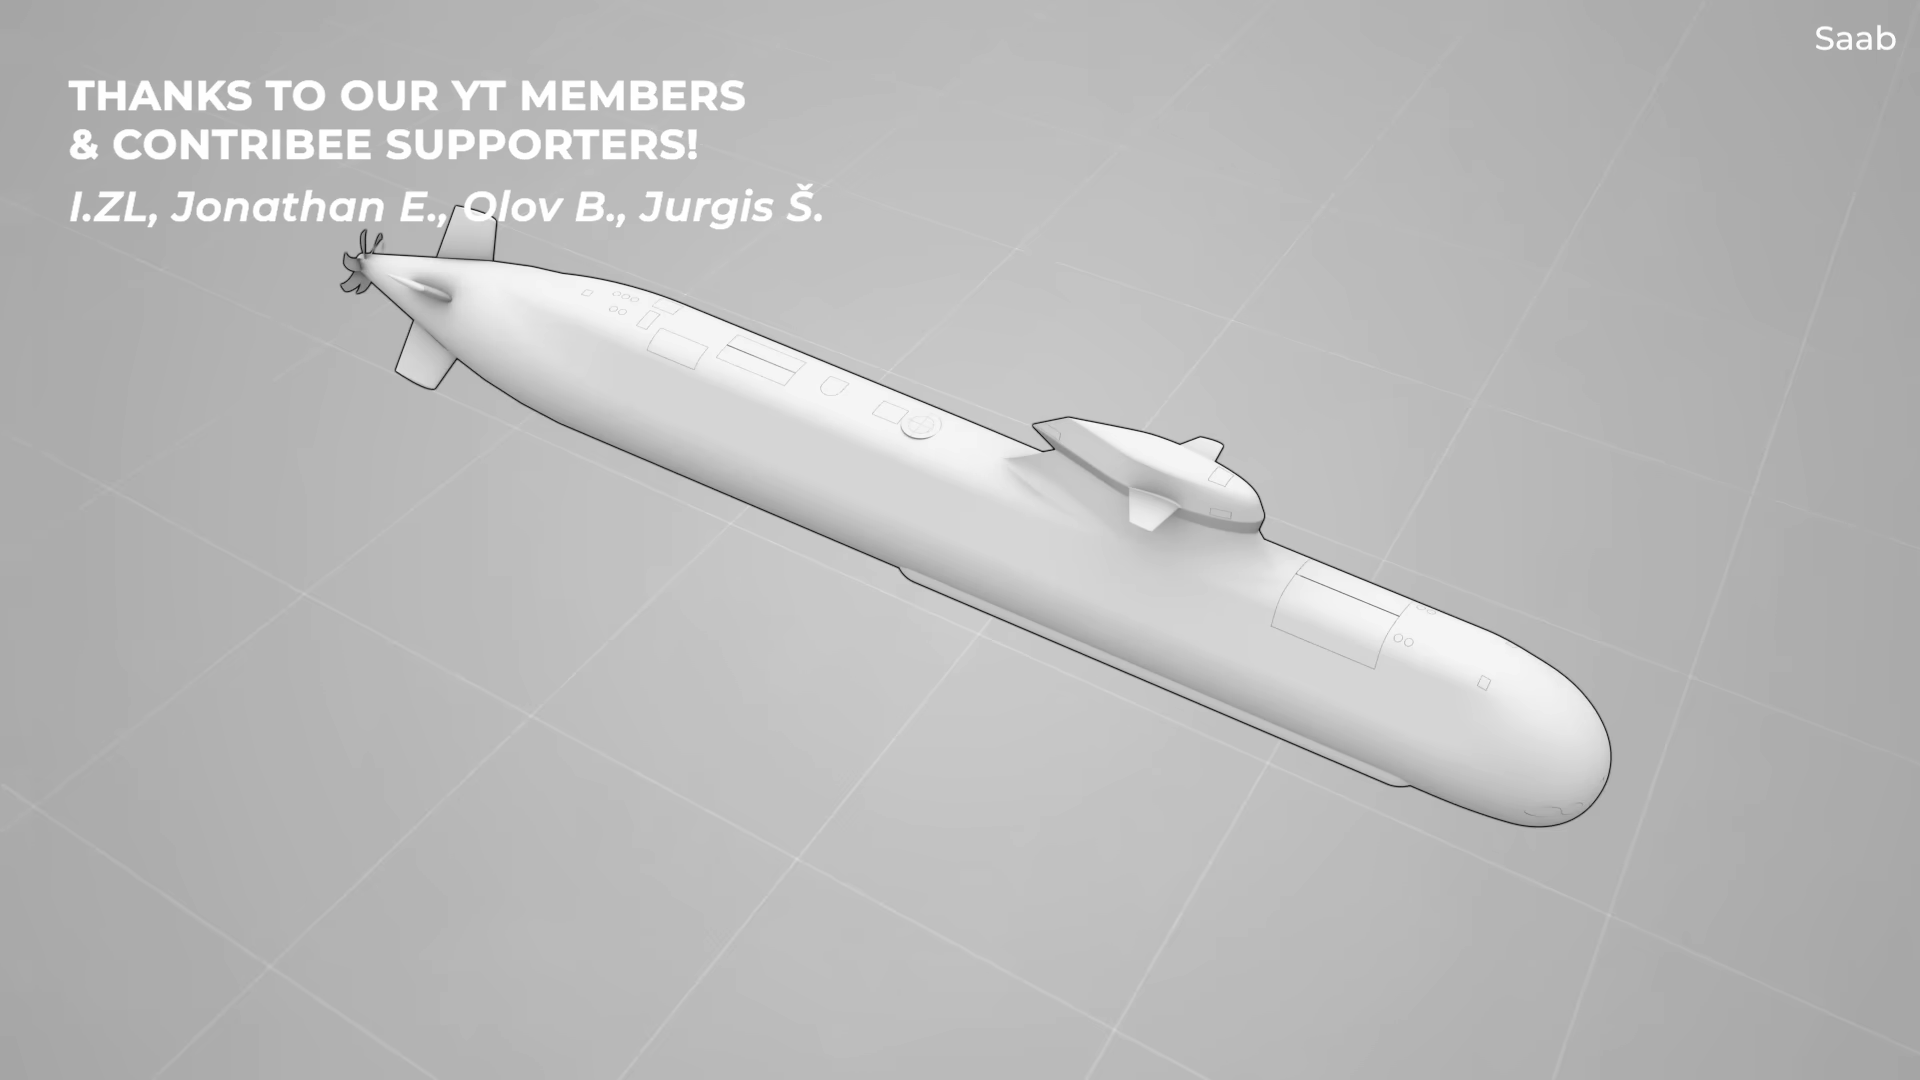 Saab
THANKS TO OUR YT MEMBERS
& CONTRIBEE SUPPORTERS!
I.ZL, Jonathan E., Olov B., Jurgis Š.